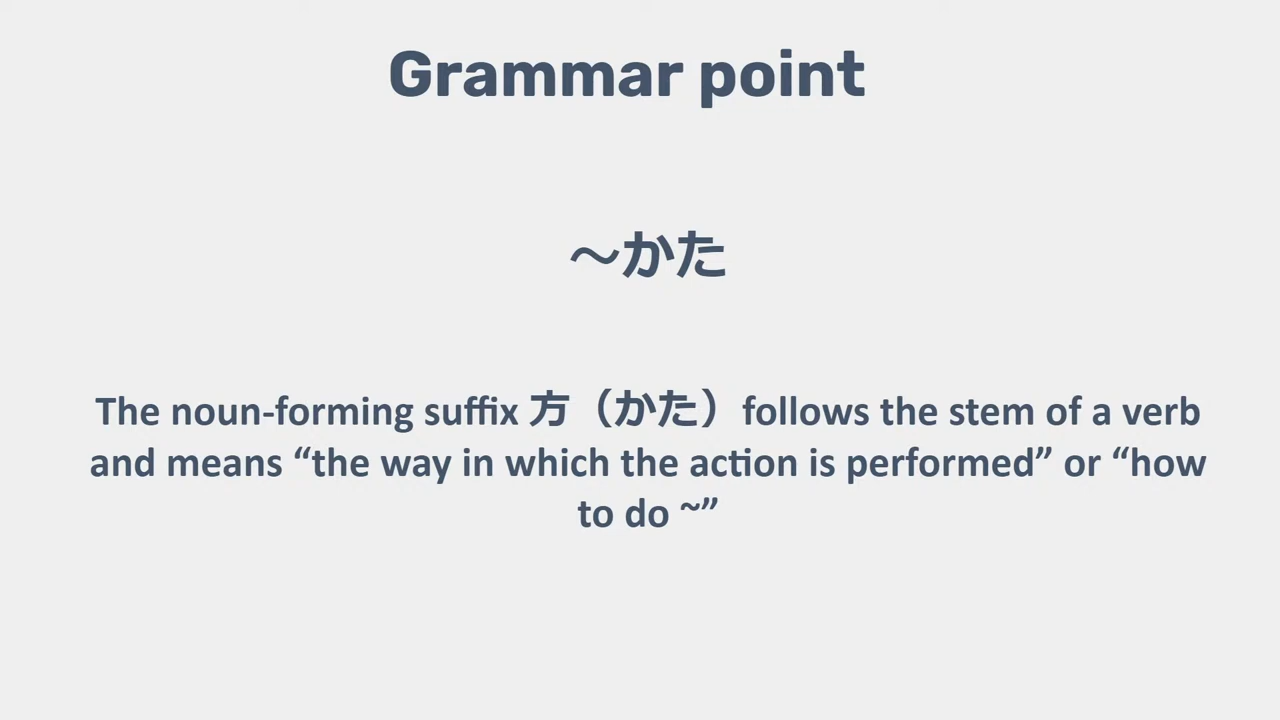 Grammar point
～かた
The noun-forming suffix 方（かた）follows the stem of a verb
and means “the way in which the action is performed” or “how
to do ~”